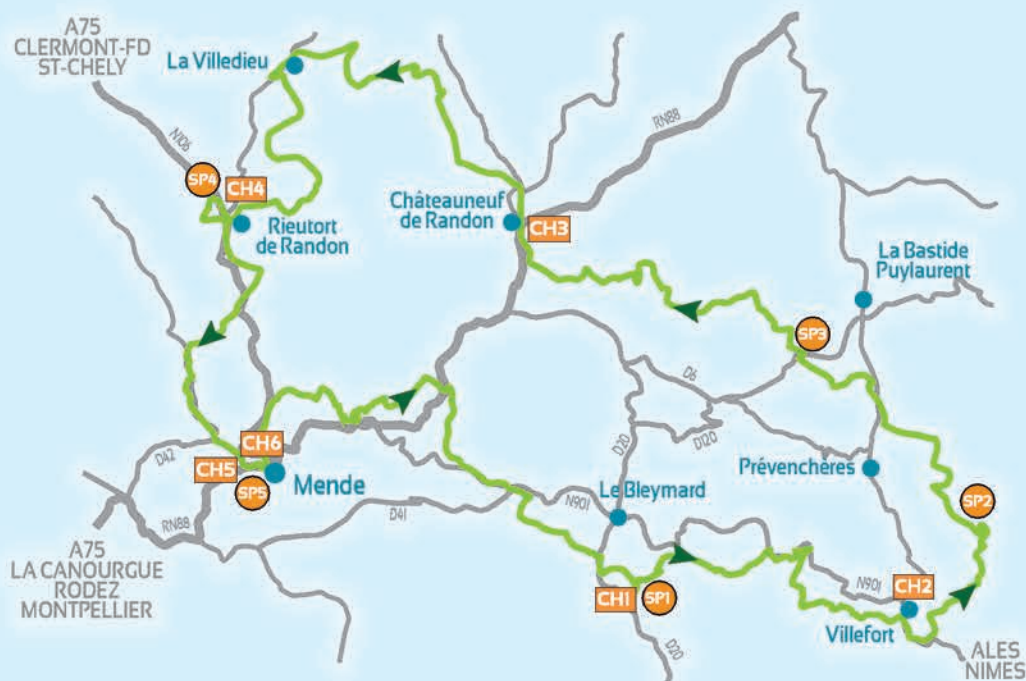 A75
CLERMONT-FD
ST-CHELY
La Villedieu
N106
RN88
SP4
CH4
Rieutort
de Randon
Châteauneuf
de Randon
CH3
La Bastide
Puylaurent
SP3
D6
D20
D120
CH6
CH5
SP5
Mende
D42
RN88
D41
A75
LA CANOURGUE
RODEZ
MONTPELLIER
N901
Le Bleymard
Prévenchères
SP2
CH1
SP1
D20
N901
CH2
Villefort
ALES
NIMES